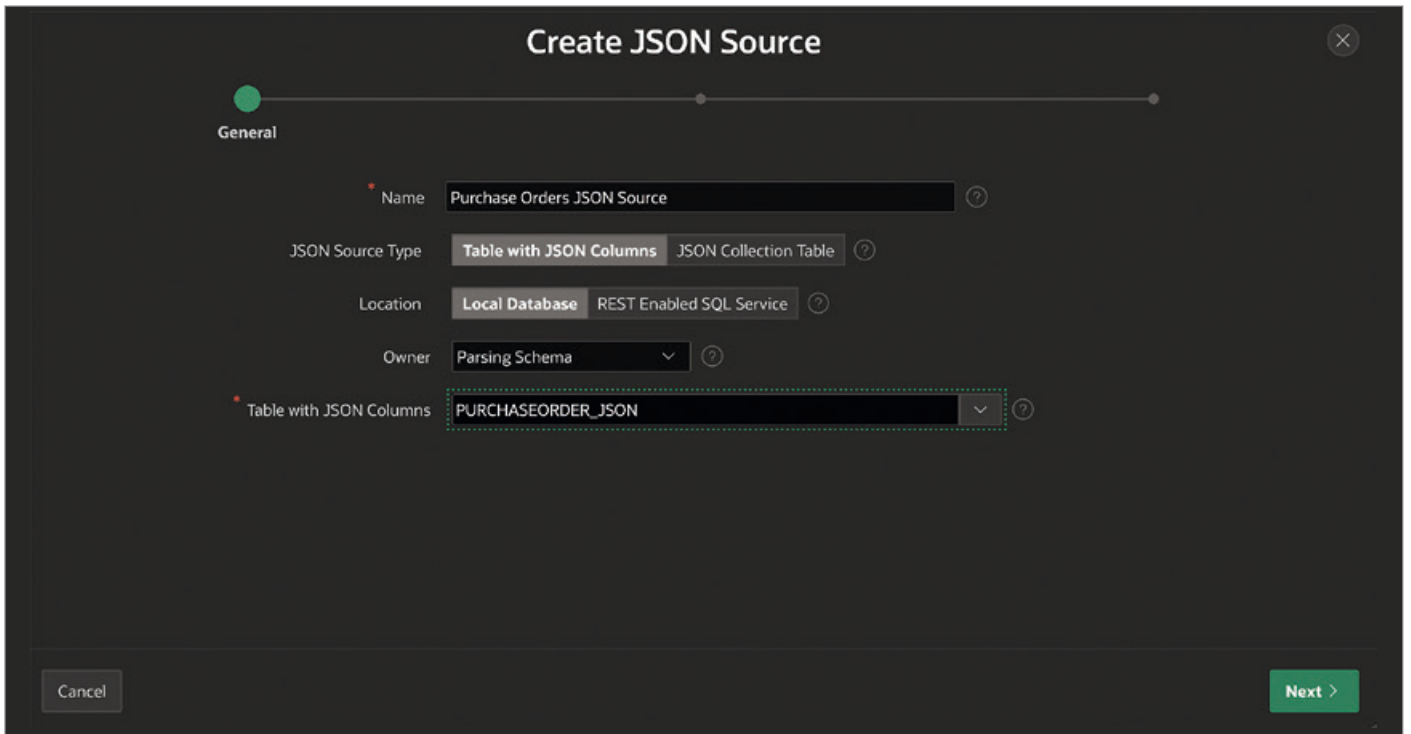 Create JSON Source
General
* Name Purchase Orders JSON Source ?
JSON Source Type Table with JSON Columns JSON Collection Table ?
Location Local Database REST Enabled SQL Service ?
Owner Parsing Schema ?
* Table with JSON Columns PURCHASEORDER_JSON ?
Cancel Next >